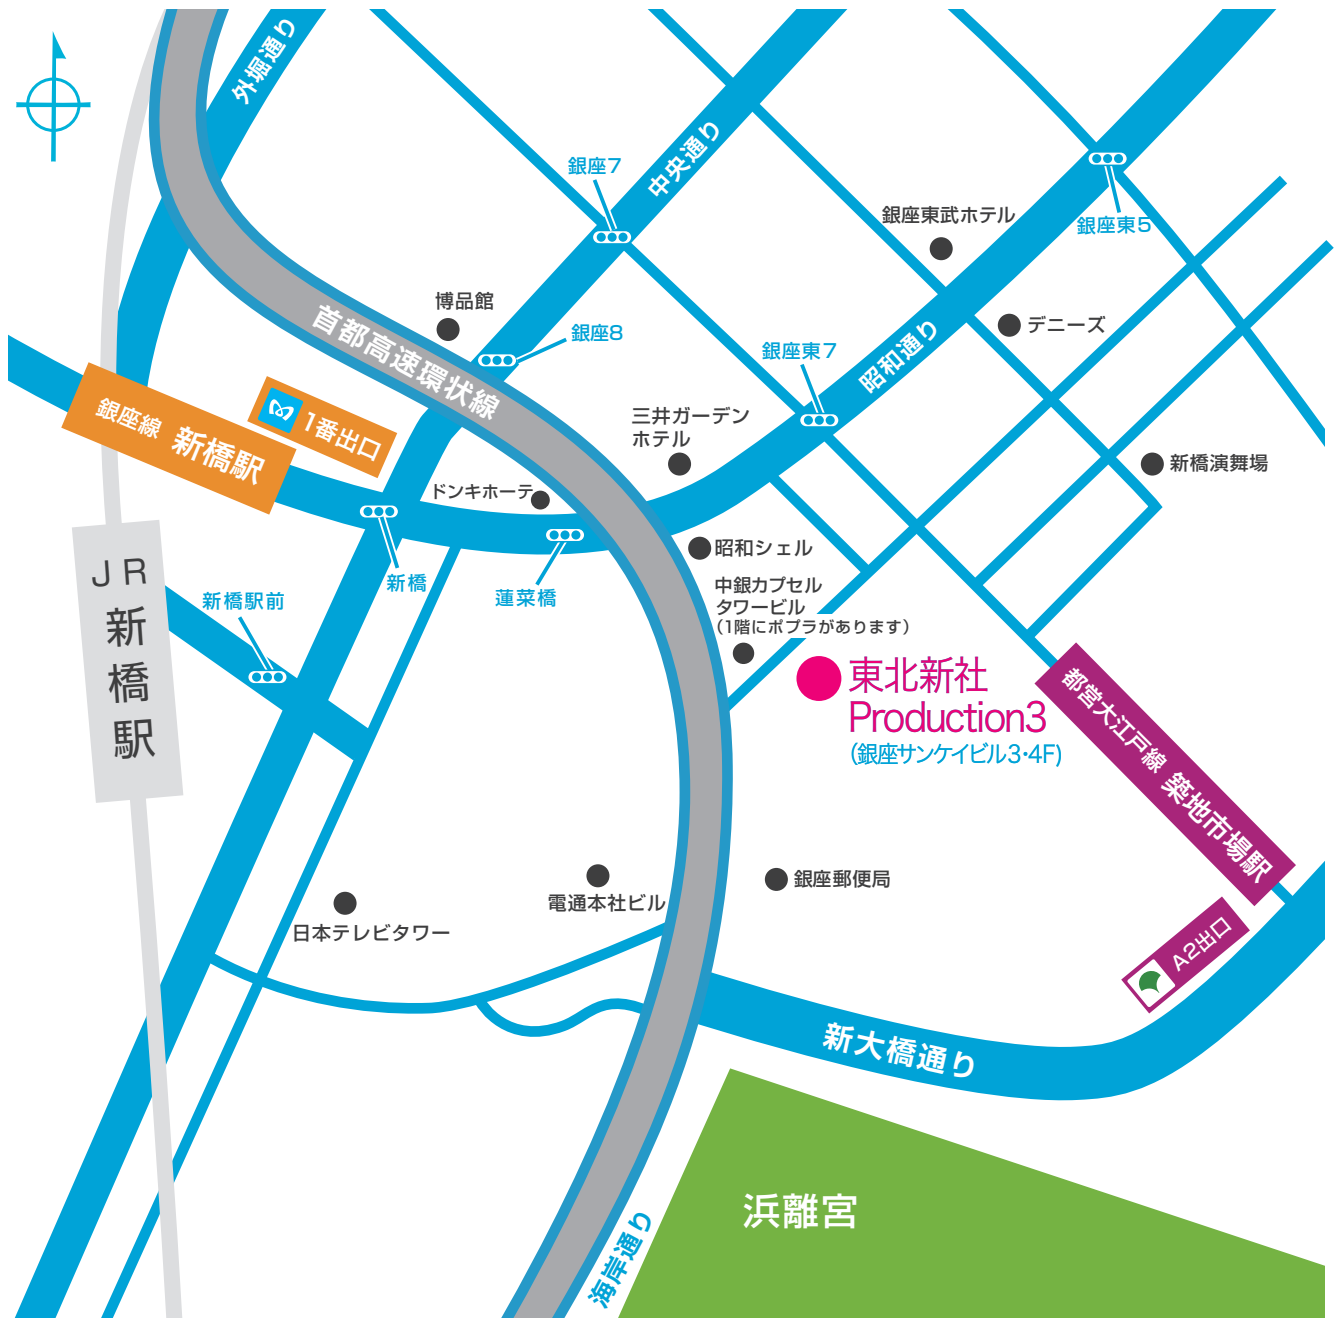 外堀通り
中央通り
銀座7
銀座東武ホテル
銀座東5
博品館
首都高速環状線
銀座8
デニーズ
銀座東7
昭和通り
三井ガーデン
ホテル
銀座線 新橋駅
1番出口
新橋演舞場
ドンキホーテ
昭和シェル
JR
新橋駅
新橋駅前
新橋
蓮菜橋
中銀カプセル
タワービル
(1階にポプラがあります)
東北新社
Production3
(銀座サンケイビル3・4F)
都営大江戸線 築地市場駅
電通本社ビル
銀座郵便局
日本テレビタワー
A2出口
新大橋通り
浜離宮
海岸通り